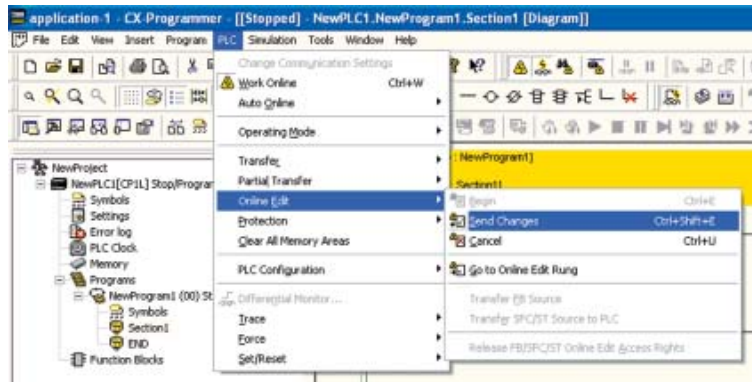 application-1 - CX-Programmer - [[Stopped] - NewPLC1.NewProgram1.Section1 [Diagram]]
File Edit View Insert Program PLC Simulation Tools Window Help
Change Communication Settings
Work Online Ctrl+W
Auto Online
Operating Mode
Transfer
Partial Transfer
Online Edit
Protection
Clear All Memory Areas
PLC Configuration
Differential Monitor...
Trace
Force
Set/Reset
: NewProgram1]
Section1]
Begin Ctrl+E
Send Changes Ctrl+Shift+E
Cancel Ctrl+U
Go to Online Edit Rung
Transfer FB Source
Transfer SFC/ST Source to PLC
Release FB/SFC/ST Online Edit Access Rights
NewProject
NewPLC1[CP1L] Stop/Program
Symbols
Settings
Error log
PLC Clock
Memory
Programs
NewProgram1 (00) St
Symbols
Section1
END
Function Blocks